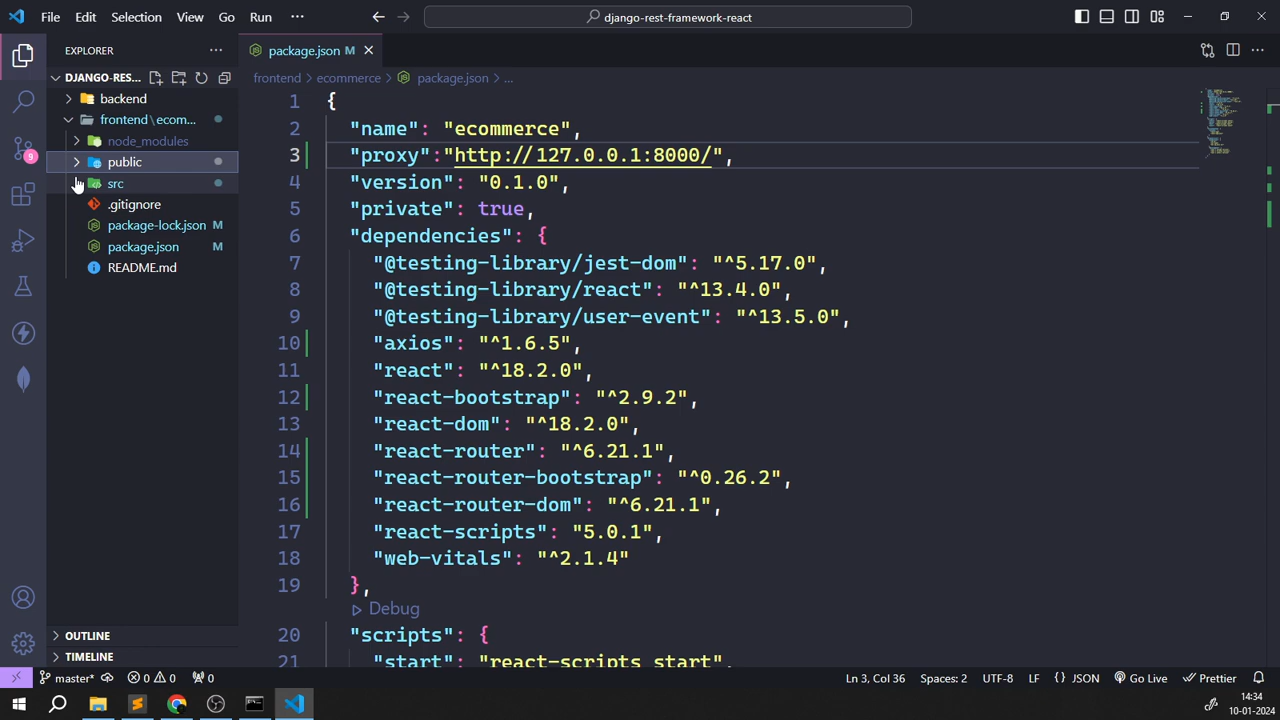 File Edit Selection View Go Run ··· django-rest-framework-react
EXPLORER ···
DJANGO-RES...
backend
frontend\ecom...
node_modules
public
src
.gitignore
package-lock.json M
package.json M
README.md
OUTLINE
TIMELINE
package.json M
frontend > ecommerce > package.json > ...
1 {
2 "name": "ecommerce",
3 "proxy":"http://127.0.0.1:8000/",
4 "version": "0.1.0",
5 "private": true,
6 "dependencies": {
7 "@testing-library/jest-dom": "^5.17.0",
8 "@testing-library/react": "^13.4.0",
9 "@testing-library/user-event": "^13.5.0",
10 "axios": "^1.6.5",
11 "react": "^18.2.0",
12 "react-bootstrap": "^2.9.2",
13 "react-dom": "^18.2.0",
14 "react-router": "^6.21.1",
15 "react-router-bootstrap": "^0.26.2",
16 "react-router-dom": "^6.21.1",
17 "react-scripts": "5.0.1",
18 "web-vitals": "^2.1.4"
19 },
Debug
20 "scripts": {
21 "start": "react-scripts start",
9
master* 0 0 0 Ln 3, Col 36 Spaces: 2 UTF-8 LF {} JSON Go Live Prettier
14:34
10-01-2024